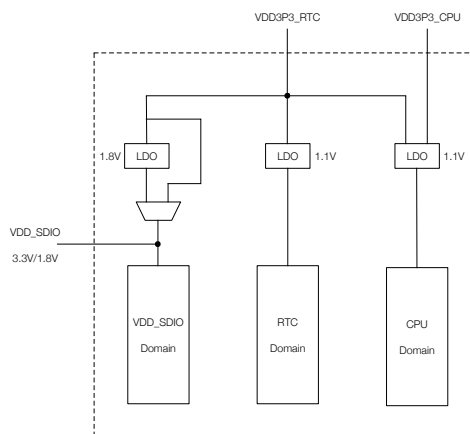 VDD3P3_RTC VDD3P3_CPU
1.8V LDO LDO 1.1V LDO 1.1V
VDD_SDIO
3.3V/1.8V
VDD_SDIO
Domain
RTC
Domain
CPU
Domain